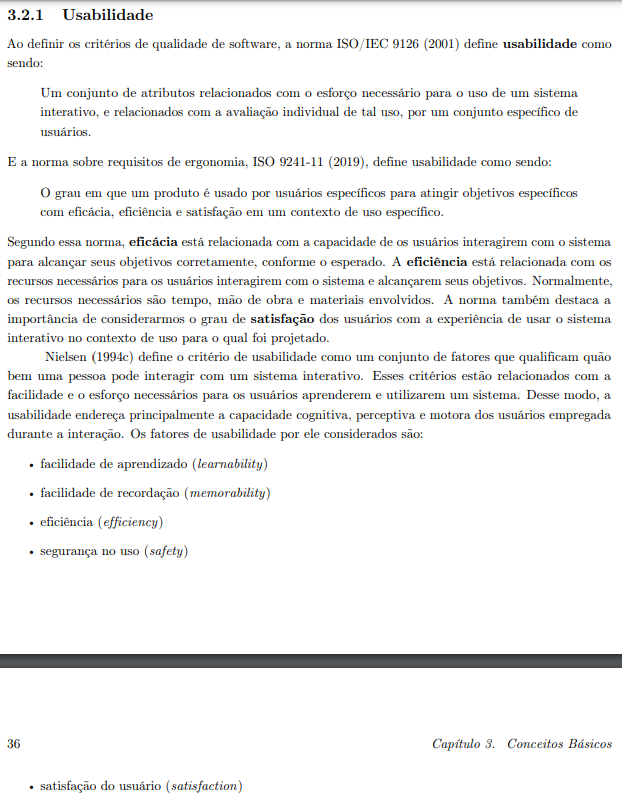 3.2.1 Usabilidade
Ao definir os critérios de qualidade de software, a norma ISO/IEC 9126 (2001) define usabilidade como
sendo:
Um conjunto de atributos relacionados com o esforço necessário para o uso de um sistema
interativo, e relacionados com a avaliação individual de tal uso, por um conjunto específico de
usuários.
E a norma sobre requisitos de ergonomia, ISO 9241-11 (2019), define usabilidade como sendo:
O grau em que um produto é usado por usuários específicos para atingir objetivos específicos
com eficácia, eficiência e satisfação em um contexto de uso específico.
Segundo essa norma, eficácia está relacionada com a capacidade de os usuários interagirem com o sistema
para alcançar seus objetivos corretamente, conforme o esperado. A eficiência está relacionada com os
recursos necessários para os usuários interagirem com o sistema e alcançarem seus objetivos. Normalmente,
os recursos necessários são tempo, mão de obra e materiais envolvidos. A norma também destaca a
importância de considerarmos o grau de satisfação dos usuários com a experiência de usar o sistema
interativo no contexto de uso para o qual foi projetado.
Nielsen (1994c) define o critério de usabilidade como um conjunto de fatores que qualificam quão
bem uma pessoa pode interagir com um sistema interativo. Esses critérios estão relacionados com a
facilidade e o esforço necessários para os usuários aprenderem e utilizarem um sistema. Desse modo, a
usabilidade endereça principalmente a capacidade cognitiva, perceptiva e motora dos usuários empregada
durante a interação. Os fatores de usabilidade por ele considerados são:
• facilidade de aprendizado (learnability)
• facilidade de recordação (memorability)
• eficiência (efficiency)
• segurança no uso (safety)
36 Capítulo 3. Conceitos Básicos
• satisfação do usuário (satisfaction)